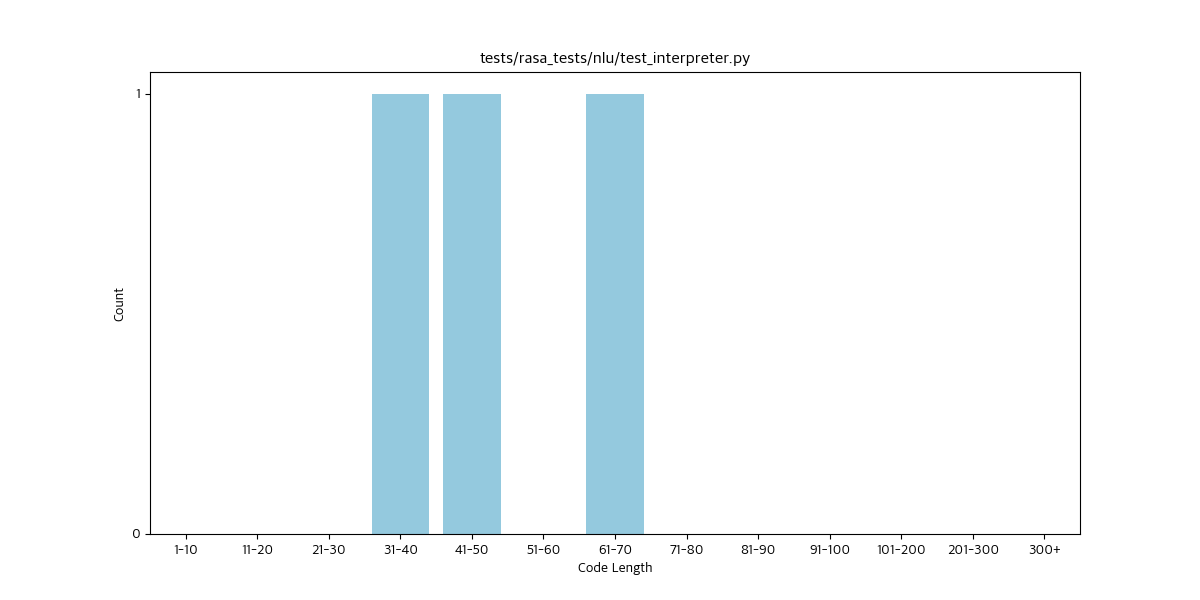 tests/rasa_tests/nlu/test_interpreter.py
1
Count
0
1-10 11-20 21-30 31-40 41-50 51-60 61-70 71-80 81-90 91-100 101-200 201-300 300+
Code Length